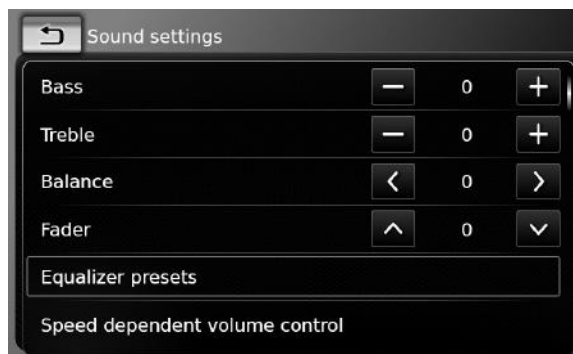 Sound settings
Bass − 0 +
Treble − 0 +
Balance < 0 >
Fader 0
Equalizer presets
Speed dependent volume control